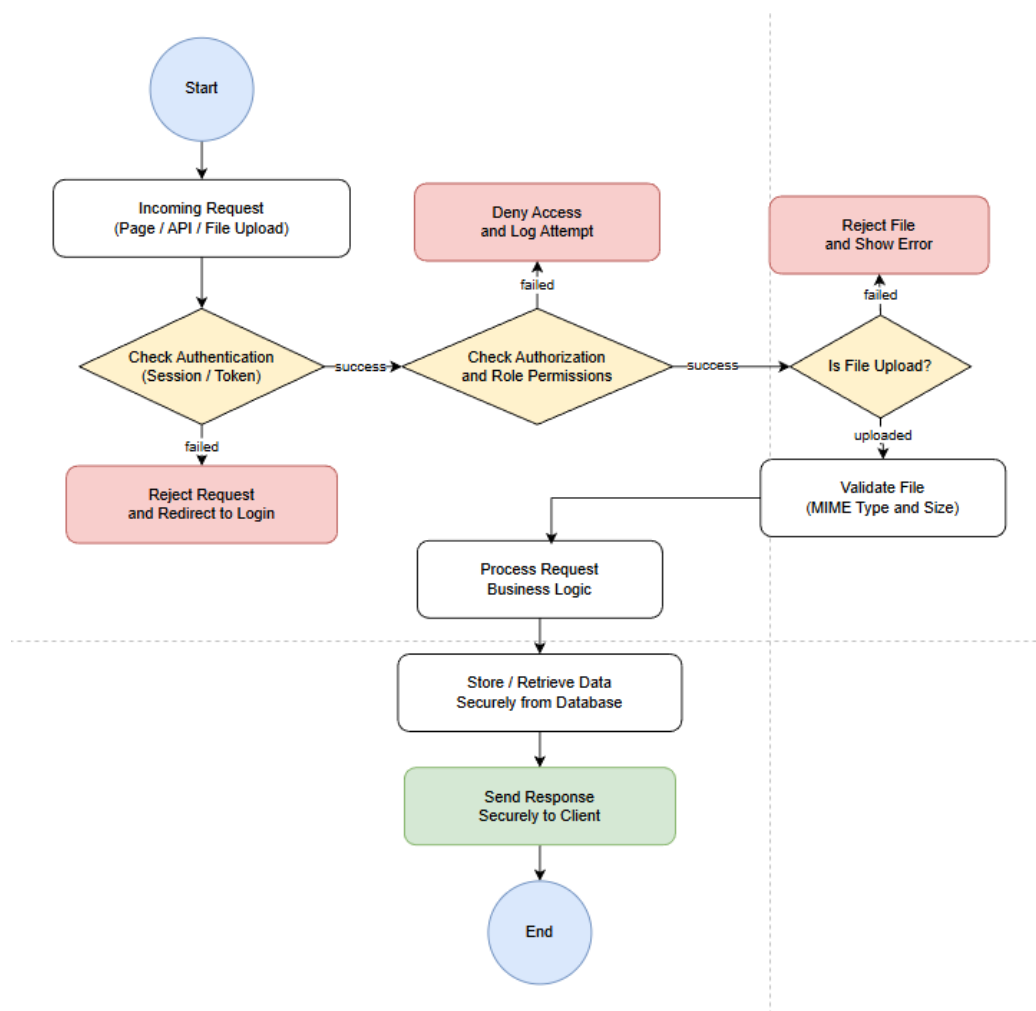 Start
Incoming Request
(Page / API / File Upload)
Deny Access
and Log Attempt
Reject File
and Show Error
failed
failed
Check Authentication
(Session / Token)
success
Check Authorization
and Role Permissions
success
Is File Upload?
failed
uploaded
Reject Request
and Redirect to Login
Validate File
(MIME Type and Size)
Process Request
Business Logic
Store / Retrieve Data
Securely from Database
Send Response
Securely to Client
End